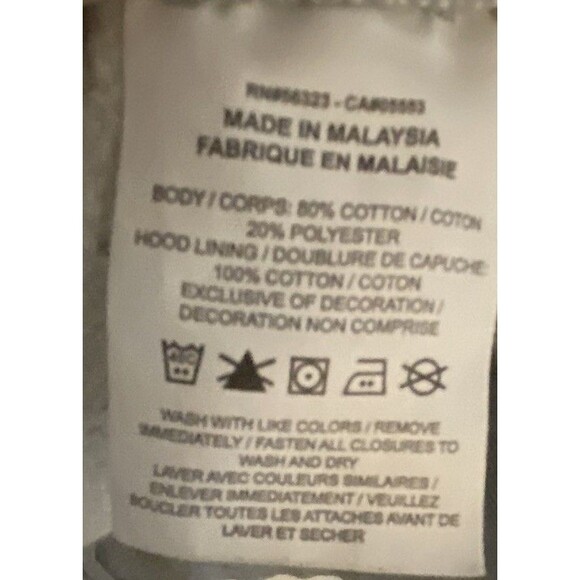 RN#56323 - CA#05553
MADE IN MALAYSIA
FABRIQUE EN MALAISIE
BODY / CORPS: 80% COTTON / COTON
20% POLYESTER
HOOD LINING / DOUBLURE DE CAPUCHE:
100% COTTON / COTON
EXCLUSIVE OF DECORATION /
DECORATION NON COMPRISE
40C
WASH WITH LIKE COLORS / REMOVE
IMMEDIATELY / FASTEN ALL CLOSURES TO
WASH AND DRY
LAVER AVEC COULEURS SIMILAIRES /
ENLEVER IMMEDIATEMENT / VEUILLEZ
BOUCLER TOUTES LES ATTACHES AVANT DE
LAVER ET SECHER